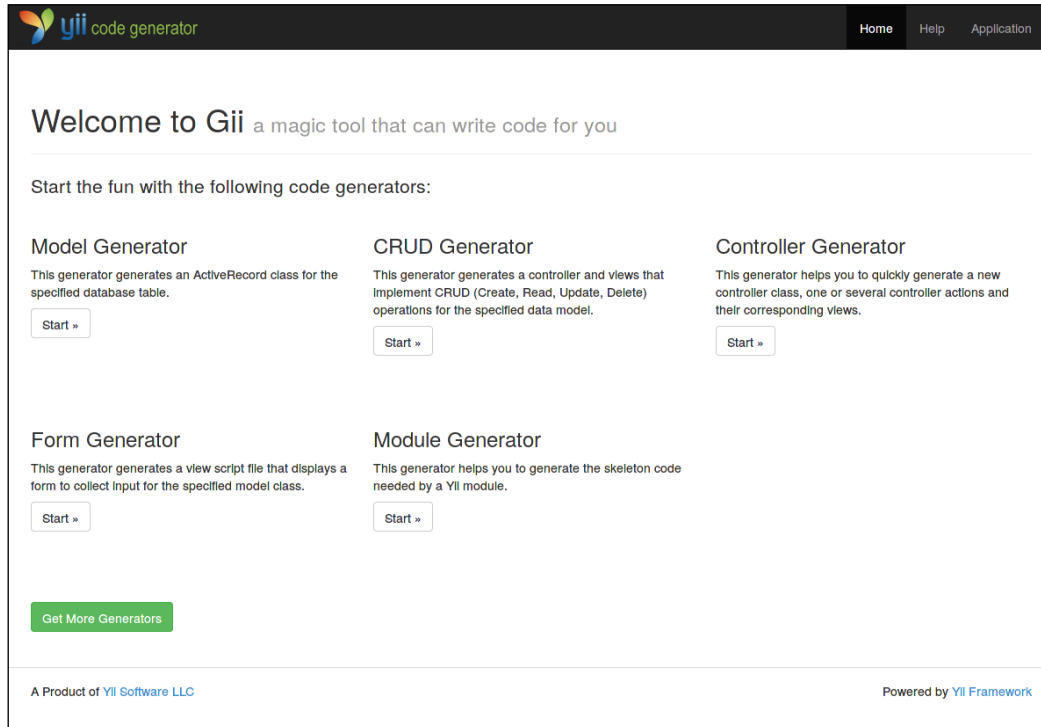 yii code generator
Home Help Application
Welcome to Gii a magic tool that can write code for you
Start the fun with the following code generators:
Model Generator
This generator generates an ActiveRecord class for the
specified database table.
Start »
CRUD Generator
This generator generates a controller and views that
implement CRUD (Create, Read, Update, Delete)
operations for the specified data model.
Start »
Controller Generator
This generator helps you to quickly generate a new
controller class, one or several controller actions and
their corresponding views.
Start »
Form Generator
This generator generates a view script file that displays a
form to collect input for the specified model class.
Start »
Module Generator
This generator helps you to generate the skeleton code
needed by a Yii module.
Start »
Get More Generators
A Product of Yii Software LLC
Powered by Yii Framework